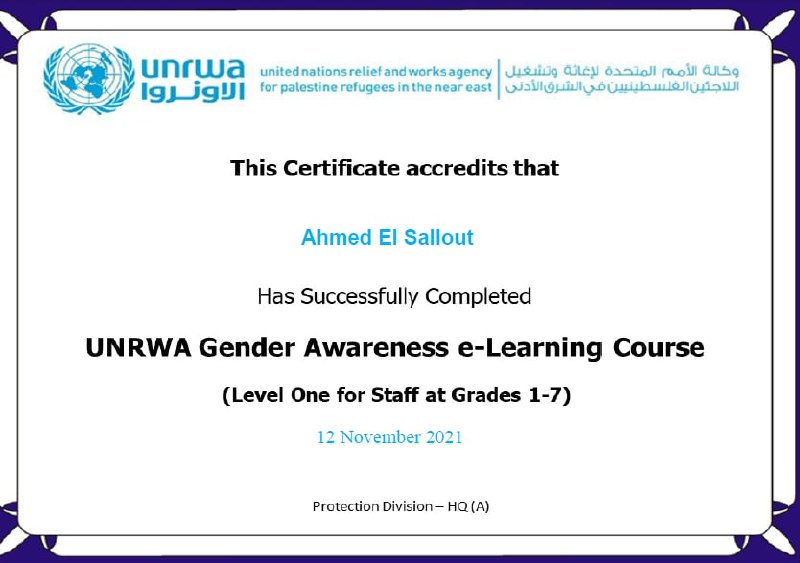 unrwa
الاونروا
united nations relief and works agency
for palestine refugees in the near east
وكالة الأمم المتحدة لإغاثة وتشغيل
اللاجئين الفلسطينيين في الشرق الأدنى
This Certificate accredits that
Ahmed El Sallout
Has Successfully Completed
UNRWA Gender Awareness e-Learning Course
(Level One for Staff at Grades 1-7)
12 November 2021
Protection Division – HQ (A)